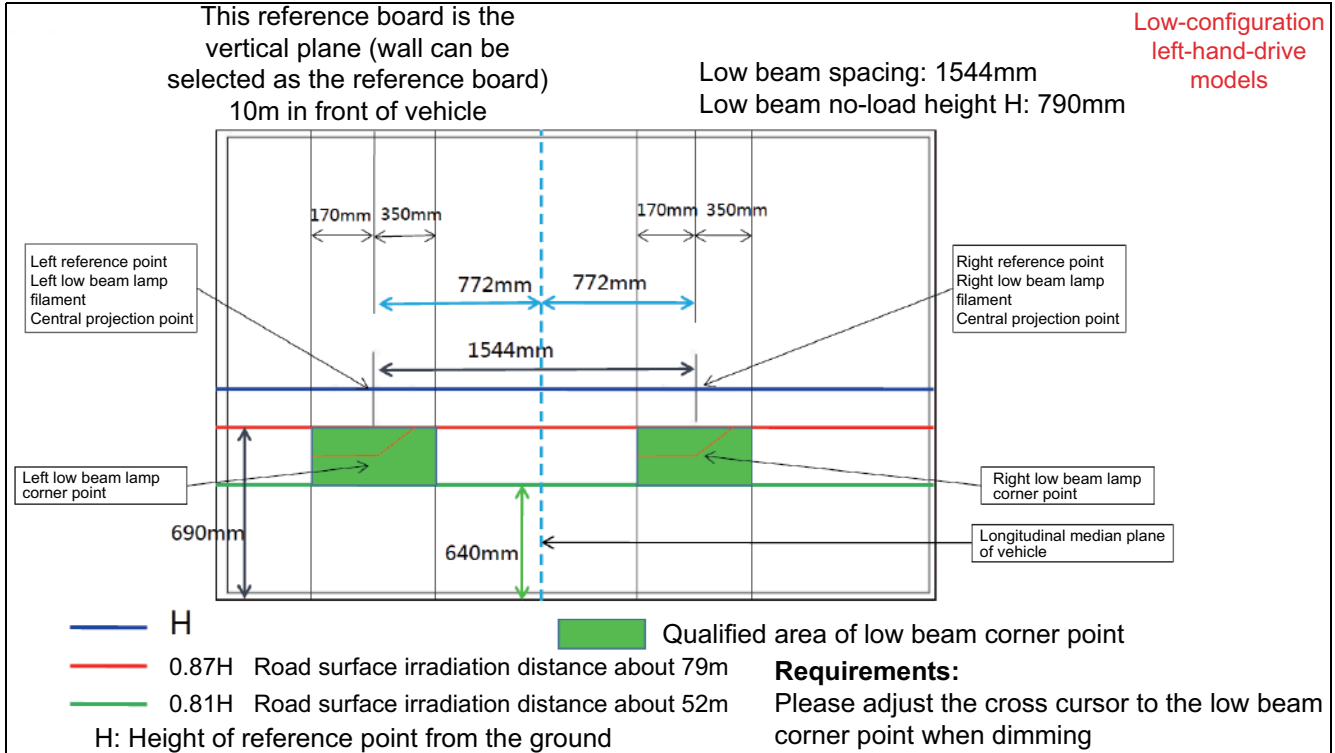 This reference board is the
vertical plane (wall can be
selected as the reference board)
10m in front of vehicle
Low-configuration
left-hand-drive
models
Low beam spacing: 1544mm
Low beam no-load height H: 790mm
170mm 350mm
170mm 350mm
Left reference point
Left low beam lamp
filament
Central projection point
772mm 772mm
Right reference point
Right low beam lamp
filament
Central projection point
1544mm
Left low beam lamp
corner point
Right low beam lamp
corner point
690mm
640mm
Longitudinal median plane
of vehicle
H
Qualified area of low beam corner point
0.87H Road surface irradiation distance about 79m
0.81H Road surface irradiation distance about 52m
H: Height of reference point from the ground
Requirements:
Please adjust the cross cursor to the low beam
corner point when dimming